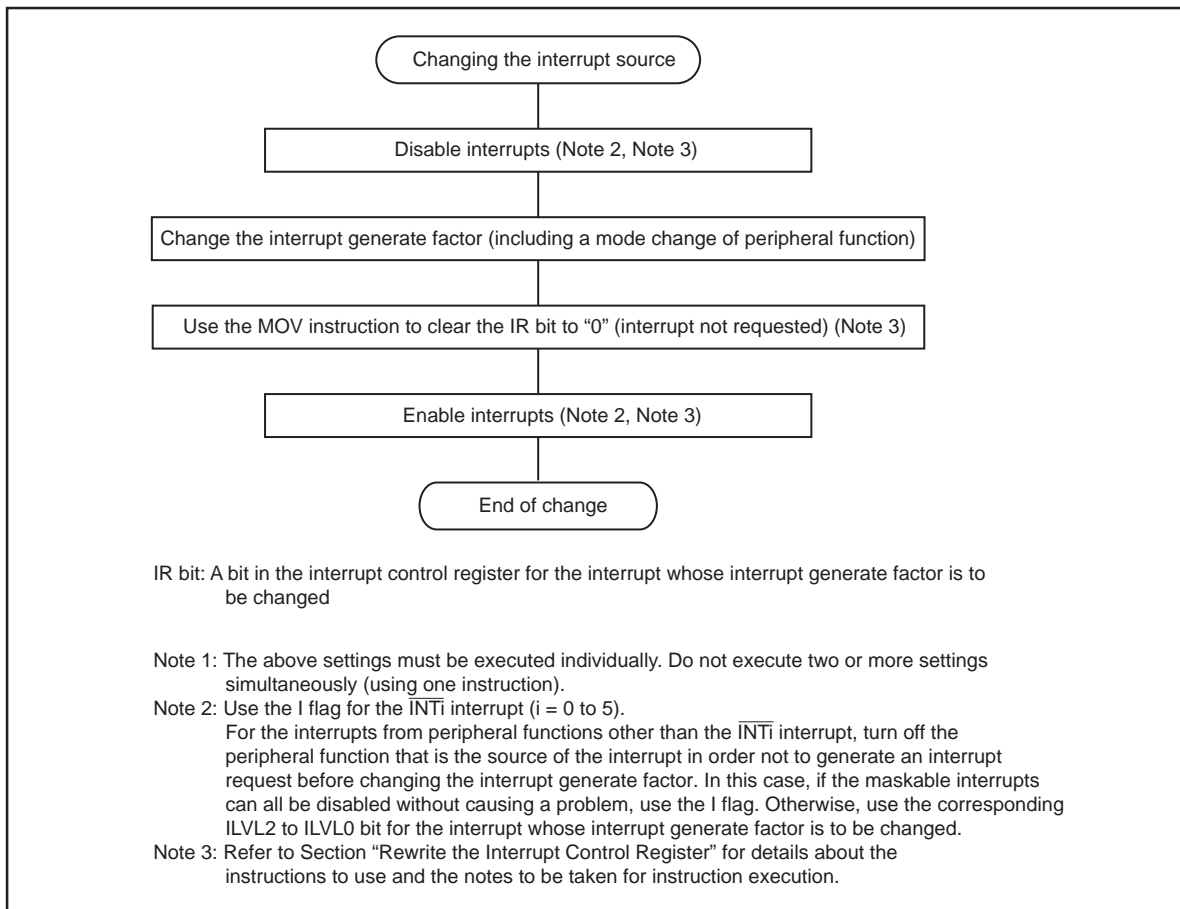 Changing the interrupt source
Disable interrupts (Note 2, Note 3)
Change the interrupt generate factor (including a mode change of peripheral function)
Use the MOV instruction to clear the IR bit to “0” (interrupt not requested) (Note 3)
Enable interrupts (Note 2, Note 3)
End of change
IR bit: A bit in the interrupt control register for the interrupt whose interrupt generate factor is to
be changed
Note 1: The above settings must be executed individually. Do not execute two or more settings
simultaneously (using one instruction).
Note 2: Use the I flag for the INTi interrupt (i = 0 to 5).
For the interrupts from peripheral functions other than the INTi interrupt, turn off the
peripheral function that is the source of the interrupt in order not to generate an interrupt
request before changing the interrupt generate factor. In this case, if the maskable interrupts
can all be disabled without causing a problem, use the I flag. Otherwise, use the corresponding
ILVL2 to ILVL0 bit for the interrupt whose interrupt generate factor is to be changed.
Note 3: Refer to Section “Rewrite the Interrupt Control Register” for details about the
instructions to use and the notes to be taken for instruction execution.